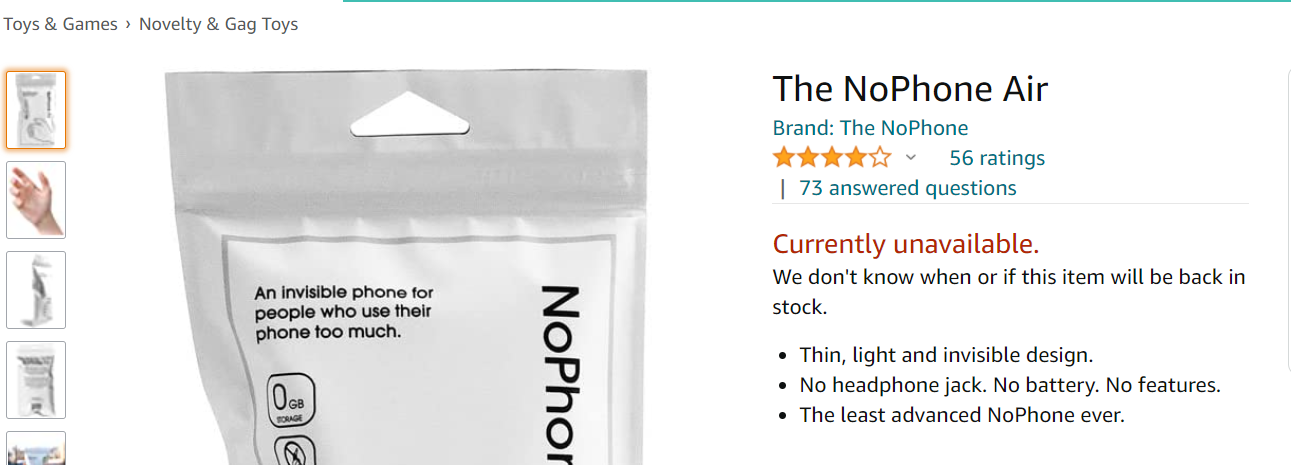 Toys & Games › Novelty & Gag Toys
The NoPhone Air
Brand: The NoPhone
56 ratings
| 73 answered questions
Currently unavailable.
We don't know when or if this item will be back in
stock.
• Thin, light and invisible design.
• No headphone jack. No battery. No features.
• The least advanced NoPhone ever.
An invisible phone for
people who use their
phone too much.
0GB
STORAGE
NoPhon